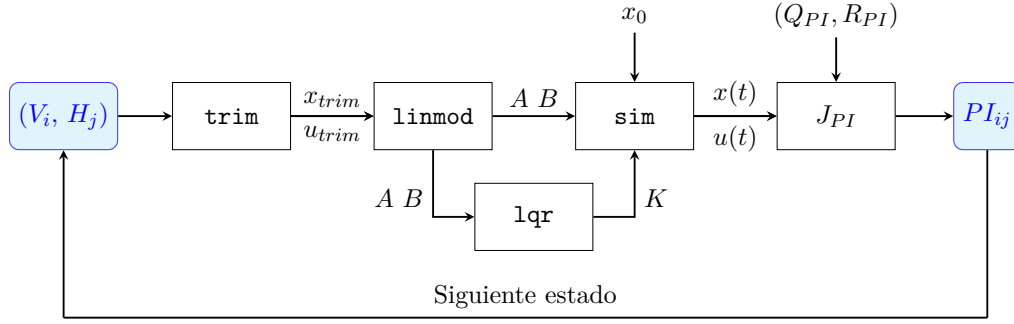 x_0
(Q_{PI}, R_{PI})
(V_i, H_j)
trim
x_{trim}
u_{trim}
linmod
A B
sim
x(t)
u(t)
J_{PI}
PI_{ij}
A B
lqr
K
Siguiente estado